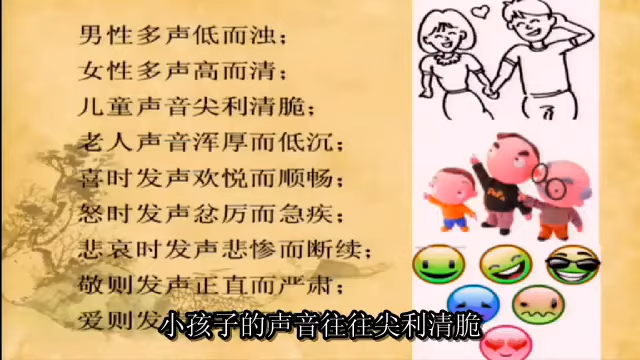 男性多声低而浊；
女性多声高而清；
儿童声音尖利清脆；
老人声音浑厚而低沉；
喜时发声欢悦而顺畅；
怒时发声忿厉而急疾；
悲哀时发声悲惨而断续；
敬则发声正直而严肃；
爱则发
小孩子的声音往往尖利清脆